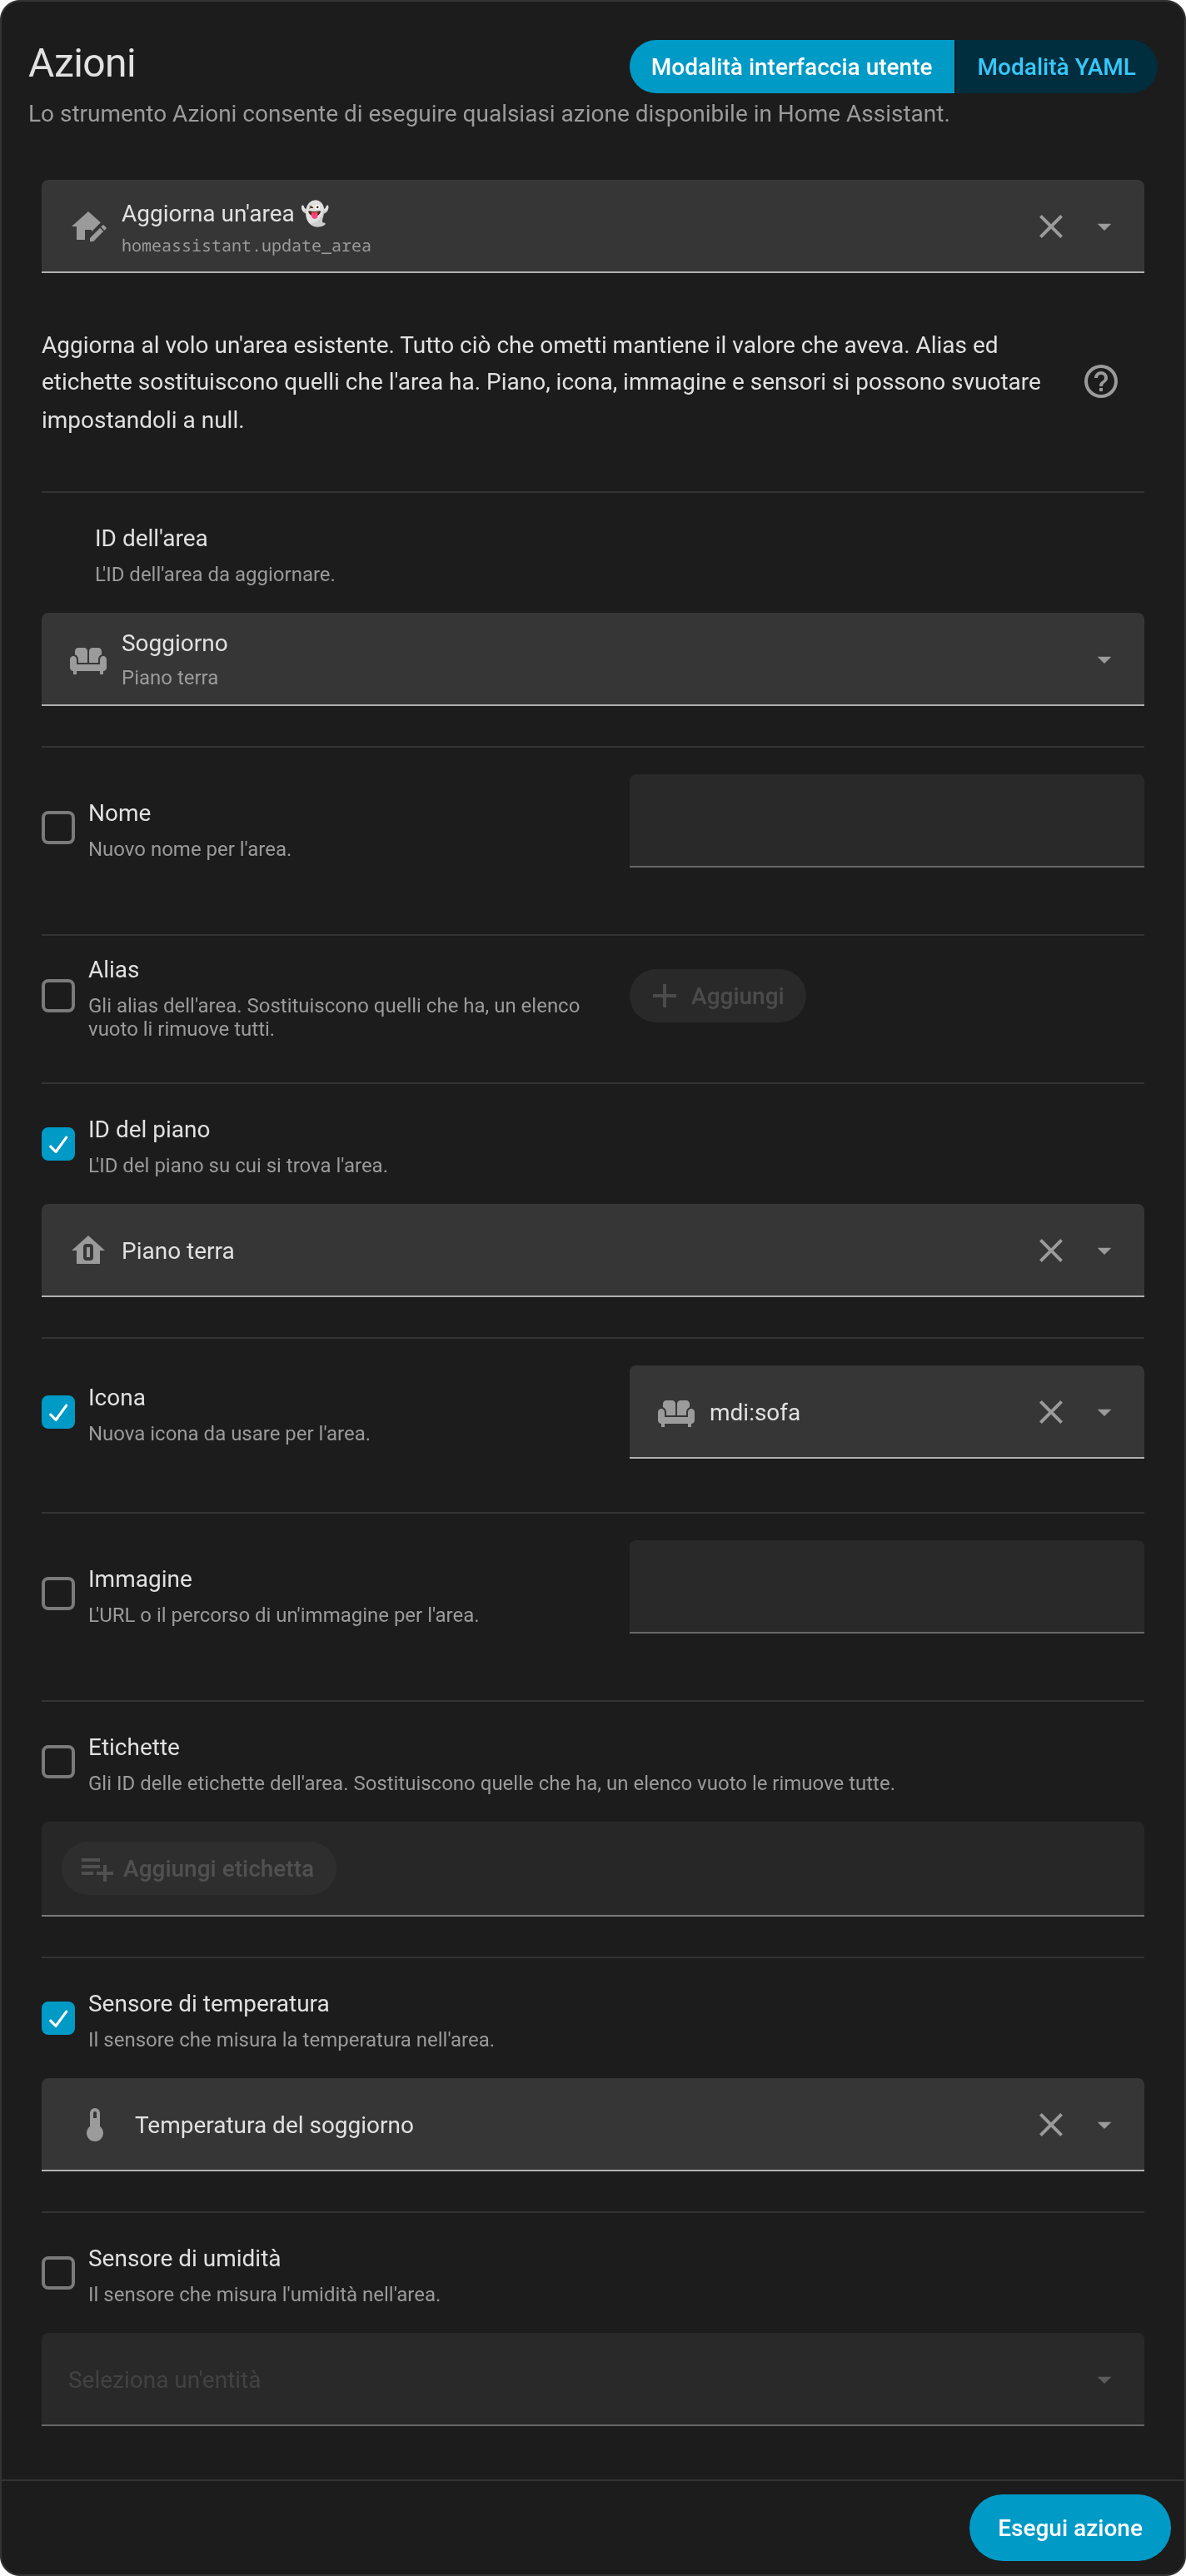 Azioni
Modalità interfaccia utente
Modalità YAML
Lo strumento Azioni consente di eseguire qualsiasi azione disponibile in Home Assistant.
Aggiorna un'area 👻
homeassistant.update_area
Aggiorna al volo un'area esistente. Tutto ciò che ometti mantiene il valore che aveva. Alias ed
etichette sostituiscono quelli che l'area ha. Piano, icona, immagine e sensori si possono svuotare
impostandoli a null.
ID dell'area
L'ID dell'area da aggiornare.
Soggiorno
Piano terra
Nome
Nuovo nome per l'area.
Alias
Gli alias dell'area. Sostituiscono quelli che ha, un elenco
vuoto li rimuove tutti.
Aggiungi
ID del piano
L'ID del piano su cui si trova l'area.
Piano terra
Icona
Nuova icona da usare per l'area.
mdi:sofa
Immagine
L'URL o il percorso di un'immagine per l'area.
Etichette
Gli ID delle etichette dell'area. Sostituiscono quelle che ha, un elenco vuoto le rimuove tutte.
Aggiungi etichetta
Sensore di temperatura
Il sensore che misura la temperatura nell'area.
Temperatura del soggiorno
Sensore di umidità
Il sensore che misura l'umidità nell'area.
Seleziona un'entità
Esegui azione